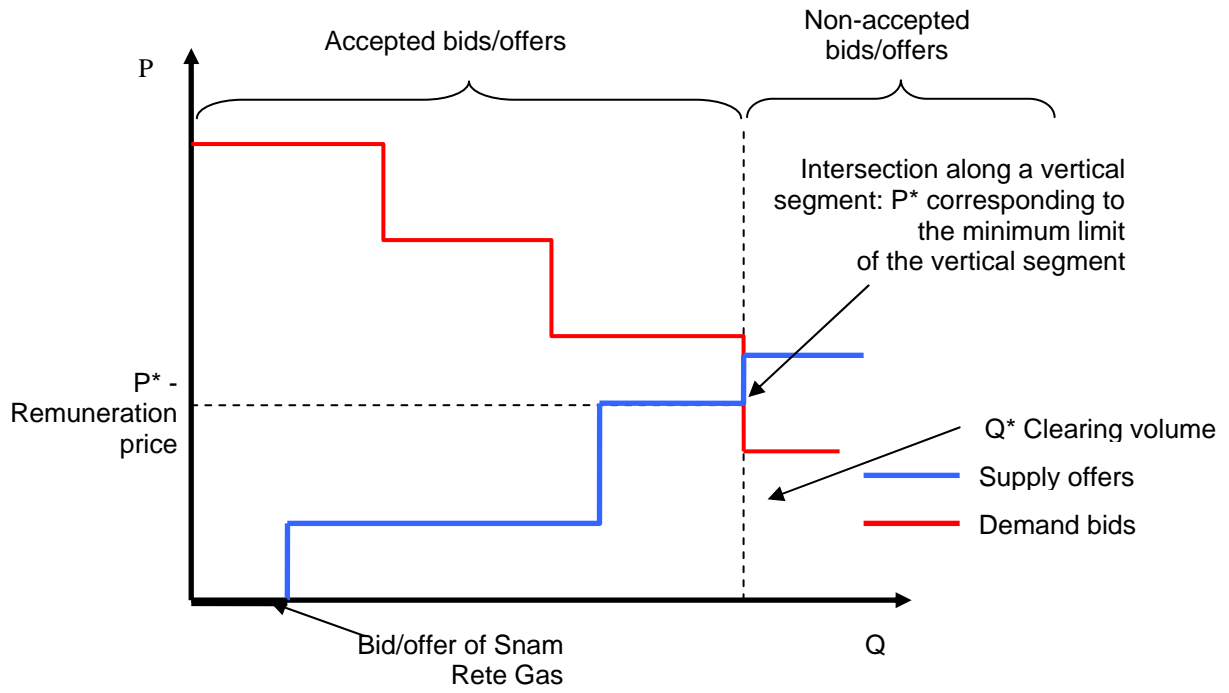 Accepted bids/offers
Non-accepted
bids/offers
P
Intersection along a vertical
segment: P* corresponding to
the minimum limit
of the vertical segment
P* -
Remuneration
price
Q* Clearing volume
Supply offers
Demand bids
Bid/offer of Snam
Rete Gas
Q